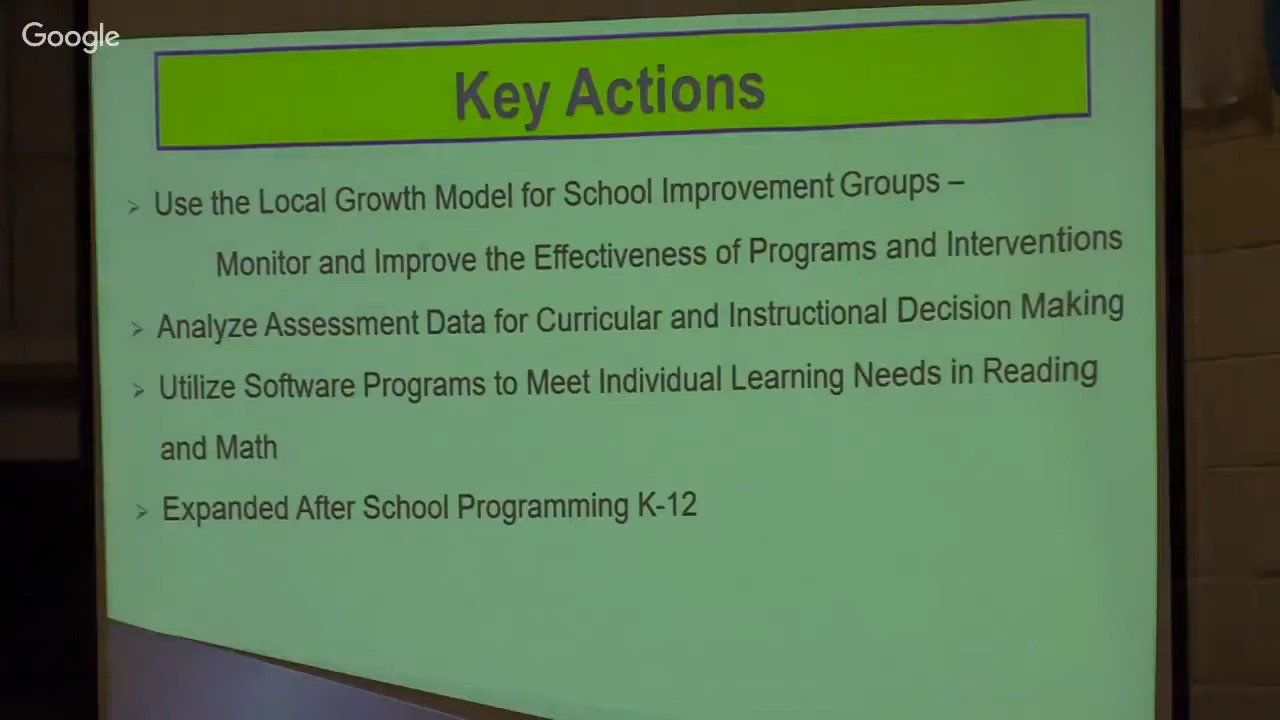 Google
Key Actions
➢ Use the Local Growth Model for School Improvement Groups –
Monitor and Improve the Effectiveness of Programs and Interventions
➢ Analyze Assessment Data for Curricular and Instructional Decision Making
➢ Utilize Software Programs to Meet Individual Learning Needs in Reading
and Math
➢ Expanded After School Programming K-12